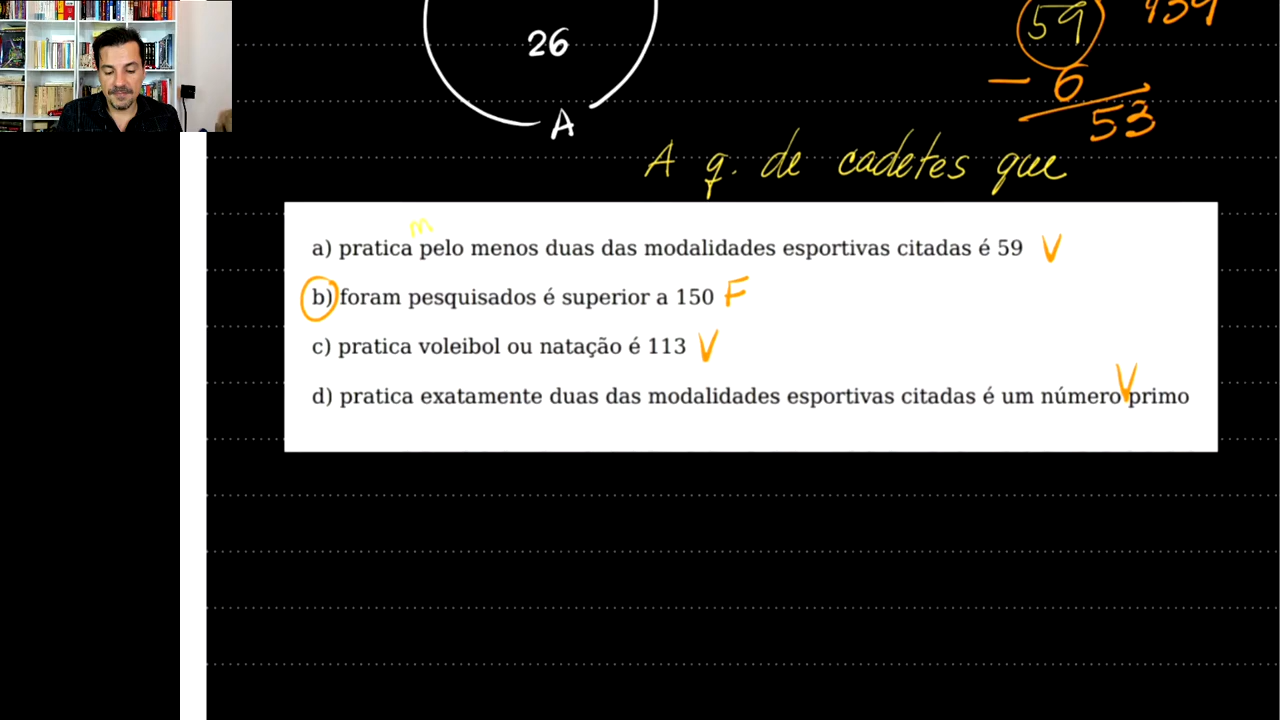 59
26
- 6
53
A
A q. de cadetes que
m
a) pratica pelo menos duas das modalidades esportivas citadas é 59 V
b) foram pesquisados é superior a 150 F
c) pratica voleibol ou natação é 113 V
d) pratica exatamente duas das modalidades esportivas citadas é um número primo V